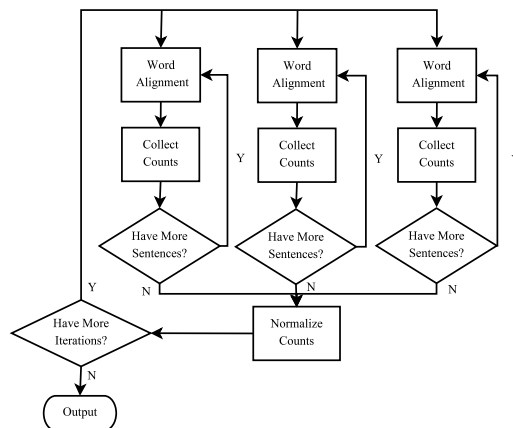 Word
Alignment
Word
Alignment
Word
Alignment
Collect
Counts
Collect
Counts
Collect
Counts
Y
Y
Have More
Sentences?
Have More
Sentences?
Have More
Sentences?
Y
N
N
N
Have More
Iterations?
Normalize
Counts
N
Output